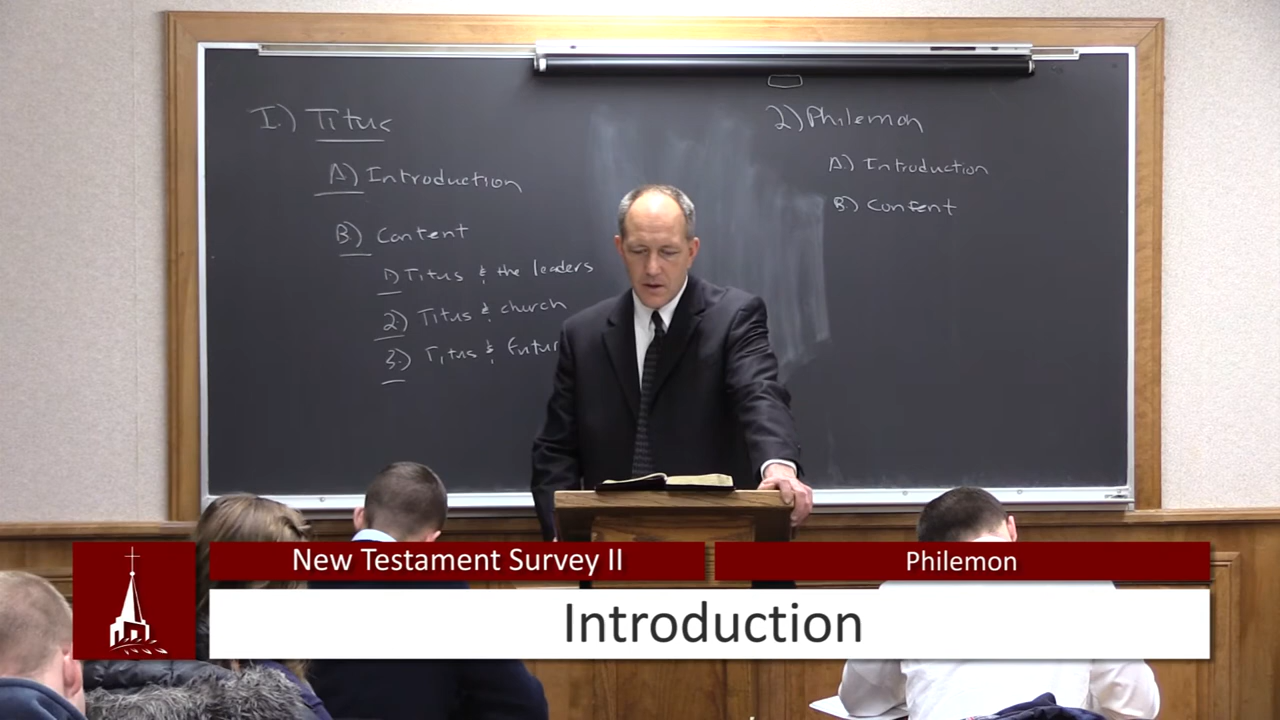 I.) Titus
A) Introduction
B) Content
1) Titus & the leaders
2.) Titus & church
3.) Titus &
2) Philemon
A.) Introduction
B.) Content
New Testament Survey II
Philemon
Introduction